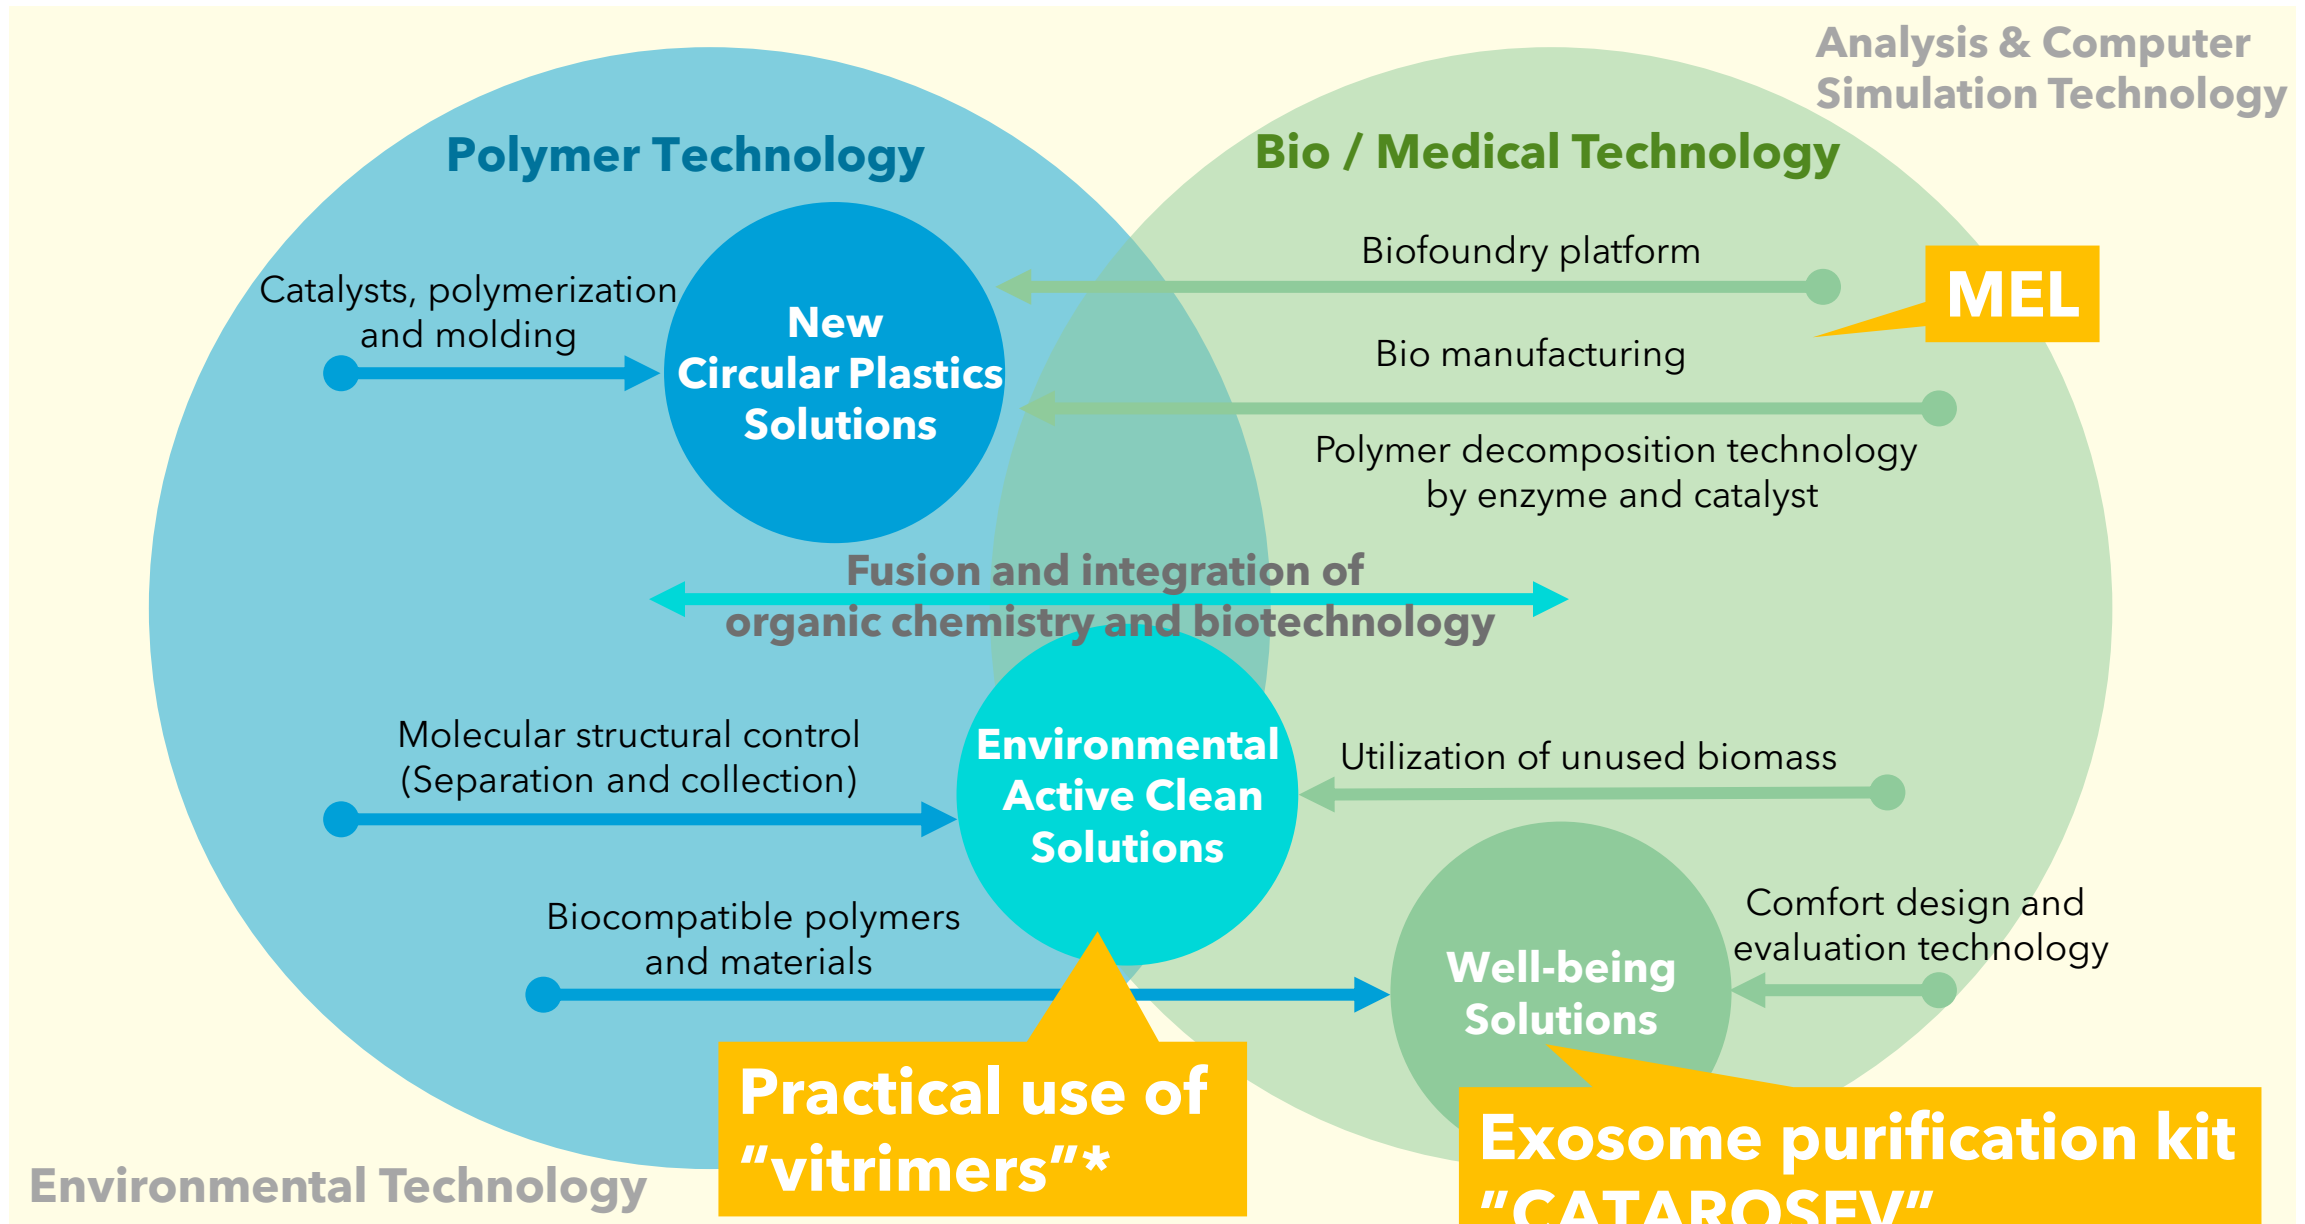 Analysis & Computer
Simulation Technology
Polymer Technology
Bio / Medical Technology
Catalysts, polymerization
and molding
New
Circular Plastics
Solutions
Biofoundry platform
MEL
Bio manufacturing
Polymer decomposition technology
by enzyme and catalyst
Fusion and integration of
organic chemistry and biotechnology
Molecular structural control
(Separation and collection)
Environmental
Active Clean
Solutions
Utilization of unused biomass
Biocompatible polymers
and materials
Well-being
Solutions
Comfort design and
evaluation technology
Practical use of
“vitrimers”*
Exosome purification kit
“CATAROSEV”
Environmental Technology